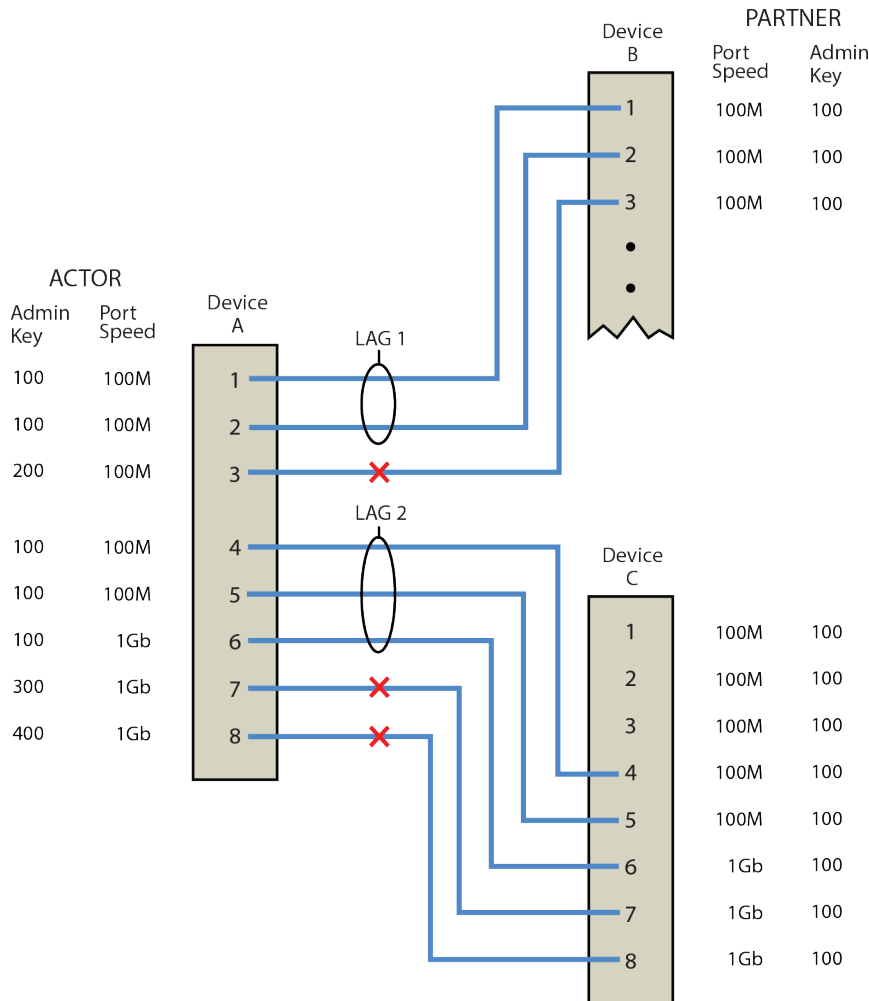 PARTNER
Device
B
Port
Speed
Admin
Key
1 100M 100
2 100M 100
3 100M 100
ACTOR
Admin
Key
Port
Speed
Device
A
LAG 1
100 100M 1
100 100M 2
200 100M 3
LAG 2
100 100M 4
100 100M 5
100 1Gb 6
300 1Gb 7
400 1Gb 8
Device
C
1 100M 100
2 100M 100
3 100M 100
4 100M 100
5 100M 100
6 1Gb 100
7 1Gb 100
8 1Gb 100